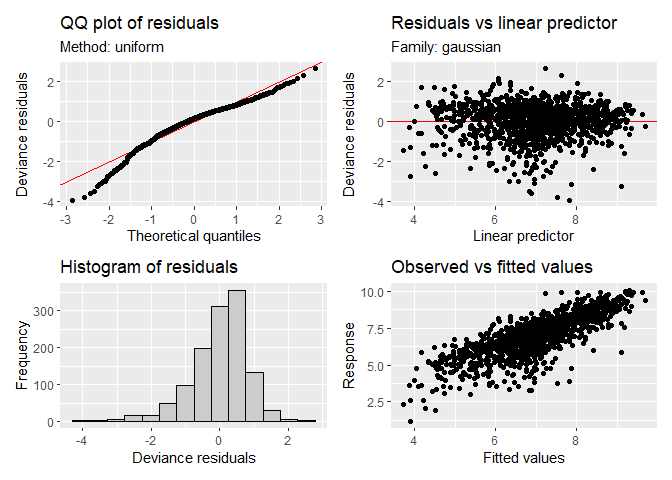 QQ plot of residuals
Method: uniform
Deviance residuals
2
0
-2
-4
-3
-2
-1
0
1
2
3
Theoretical quantiles
Residuals vs linear predictor
Family: gaussian
Deviance residuals
2
0
-2
-4
4
6
8
Linear predictor
Histogram of residuals
Frequency
300
200
100
0
-4
-2
0
2
Deviance residuals
Observed vs fitted values
Response
10.0
7.5
5.0
2.5
4
6
8
Fitted values